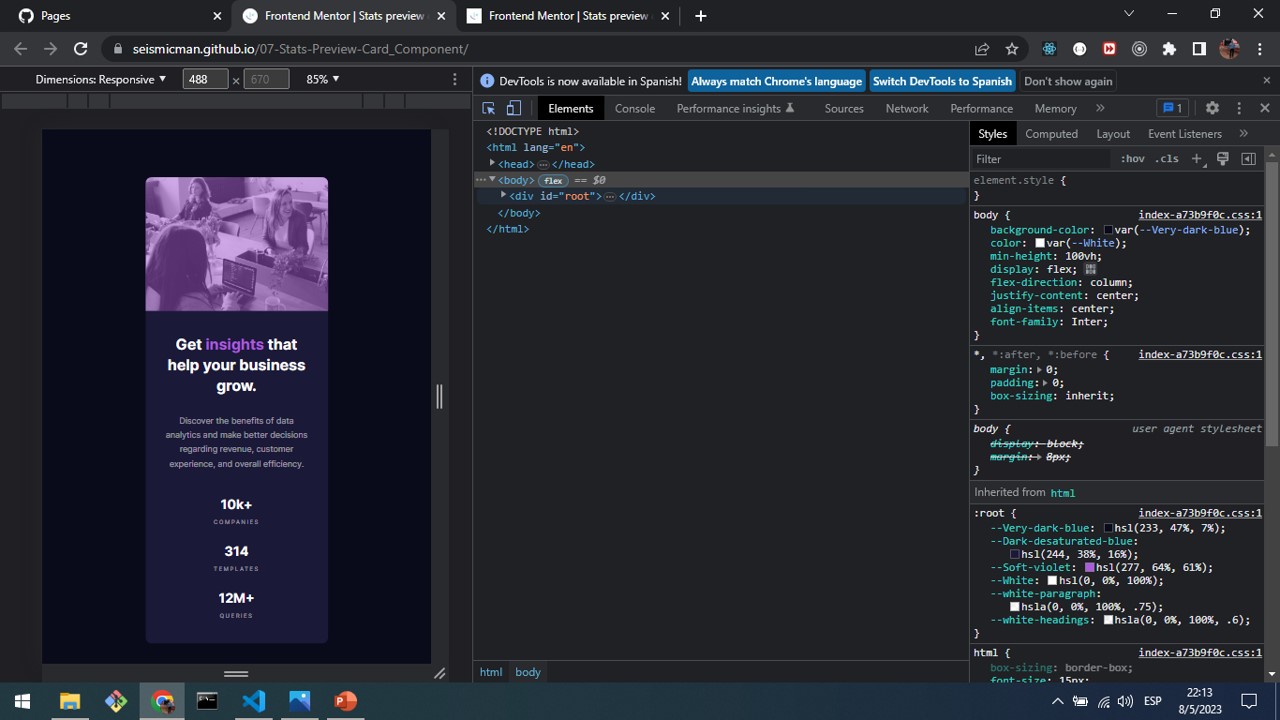 Pages
Frontend Mentor | Stats preview
Frontend Mentor | Stats preview
seismicman.github.io/07-Stats-Preview-Card_Component/
Dimensions: Responsive ▼ 488 × 670 85% ▼
DevTools is now available in Spanish! Always match Chrome's language Switch DevTools to Spanish Don't show again
Elements Console Performance insights Sources Network Performance Memory » 1
<!DOCTYPE html>
<html lang="en">
<head> … </head>
<body> flex == $0
<div id="root"> … </div>
</body>
</html>
html body
Get insights that
help your business
grow.
Discover the benefits of data
analytics and make better decisions
regarding revenue, customer
experience, and overall efficiency.
10k+
COMPANIES
314
TEMPLATES
12M+
QUERIES
Styles Computed Layout Event Listeners »
Filter :hov .cls +
element.style {
}
body { index-a73b9f0c.css:1
background-color: var(--Very-dark-blue);
color: var(--White);
min-height: 100vh;
display: flex;
flex-direction: column;
justify-content: center;
align-items: center;
font-family: Inter;
}
*, *:after, *:before { index-a73b9f0c.css:1
margin: 0;
padding: 0;
box-sizing: inherit;
}
body { user agent stylesheet
display: block;
margin: 8px;
}
Inherited from html
:root { index-a73b9f0c.css:1
--Very-dark-blue: hsl(233, 47%, 7%);
--Dark-desaturated-blue:
hsl(244, 38%, 16%);
--Soft-violet: hsl(277, 64%, 61%);
--White: hsl(0, 0%, 100%);
--white-paragraph:
hsla(0, 0%, 100%, .75);
--white-headings: hsla(0, 0%, 100%, .6);
}
html { index-a73b9f0c.css:1
box-sizing: border-box;
font-size: 15px;
ESP
22:13
8/5/2023